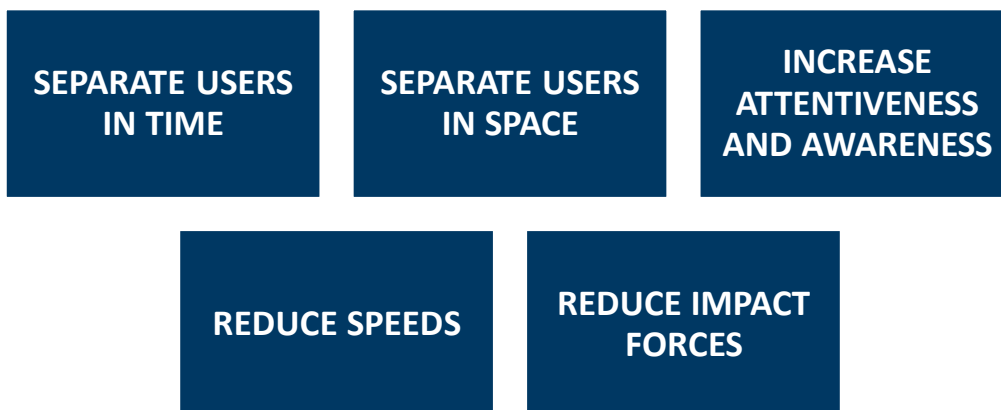 SEPARATE USERS
IN TIME
SEPARATE USERS
IN SPACE
INCREASE
ATTENTIVENESS
AND AWARENESS
REDUCE SPEEDS
REDUCE IMPACT
FORCES